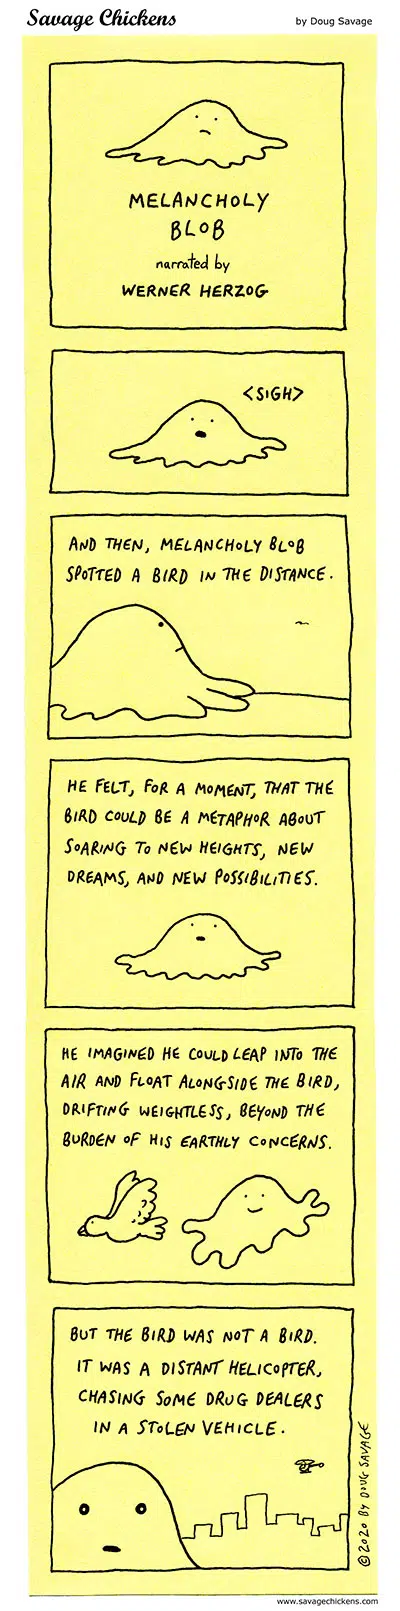 Savage Chickens
by Doug Savage
MELANCHOLY
BLOB
narrated by
WERNER HERZOG
<SIGH>
AND THEN, MELANCHOLY BLOB
SPOTTED A BIRD IN THE DISTANCE.
HE FELT, FOR A MOMENT, THAT THE
BIRD COULD BE A METAPHOR ABOUT
SOARING TO NEW HEIGHTS, NEW
DREAMS, AND NEW POSSIBILITIES.
HE IMAGINED HE COULD LEAP INTO THE
AIR AND FLOAT ALONGSIDE THE BIRD,
DRIFTING WEIGHTLESS, BEYOND THE
BURDEN OF HIS EARTHLY CONCERNS.
BUT THE BIRD WAS NOT A BIRD.
IT WAS A DISTANT HELICOPTER,
CHASING SOME DRUG DEALERS
IN A STOLEN VEHICLE.
©2020 BY DOUG SAVAGE
www.savagechickens.com